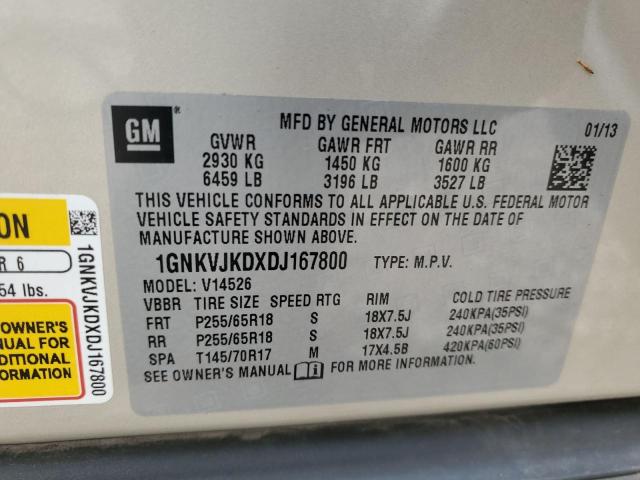 GM
MFD BY GENERAL MOTORS LLC 01/13
GVWR GAWR FRT GAWR RR
2930 KG 1450 KG 1600 KG
6459 LB 3196 LB 3527 LB
THIS VEHICLE CONFORMS TO ALL APPLICABLE U.S. FEDERAL MOTOR
VEHICLE SAFETY STANDARDS IN EFFECT ON THE DATE OF
MANUFACTURE SHOWN ABOVE.
1GNKVJKDXDJ167800 TYPE: M.P.V.
MODEL: V14526
VBBR TIRE SIZE SPEED RTG RIM COLD TIRE PRESSURE
FRT P255/65R18 S 18X7.5J 240KPA(35PSI)
RR P255/65R18 S 18X7.5J 240KPA(35PSI)
SPA T145/70R17 M 17X4.5B 420KPA(60PSI)
SEE OWNER'S MANUAL FOR MORE INFORMATION.
ON
R 6
54 lbs.
OWNER'S
NUAL FOR
DITIONAL
FORMATION
1GNKVJKDXDJ167800